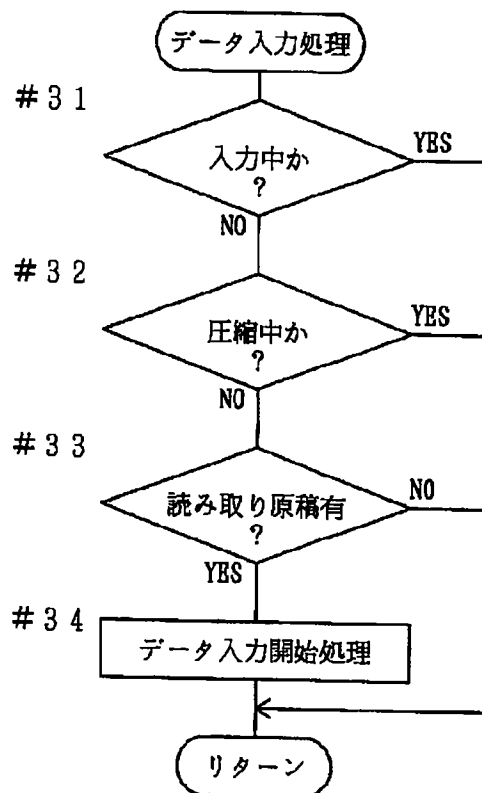 データ入力処理
#31
入力中か
?
YES
NO
#32
圧縮中か
?
YES
NO
#33
読み取り原稿有
?
NO
YES
#34
データ入力開始処理
リターン